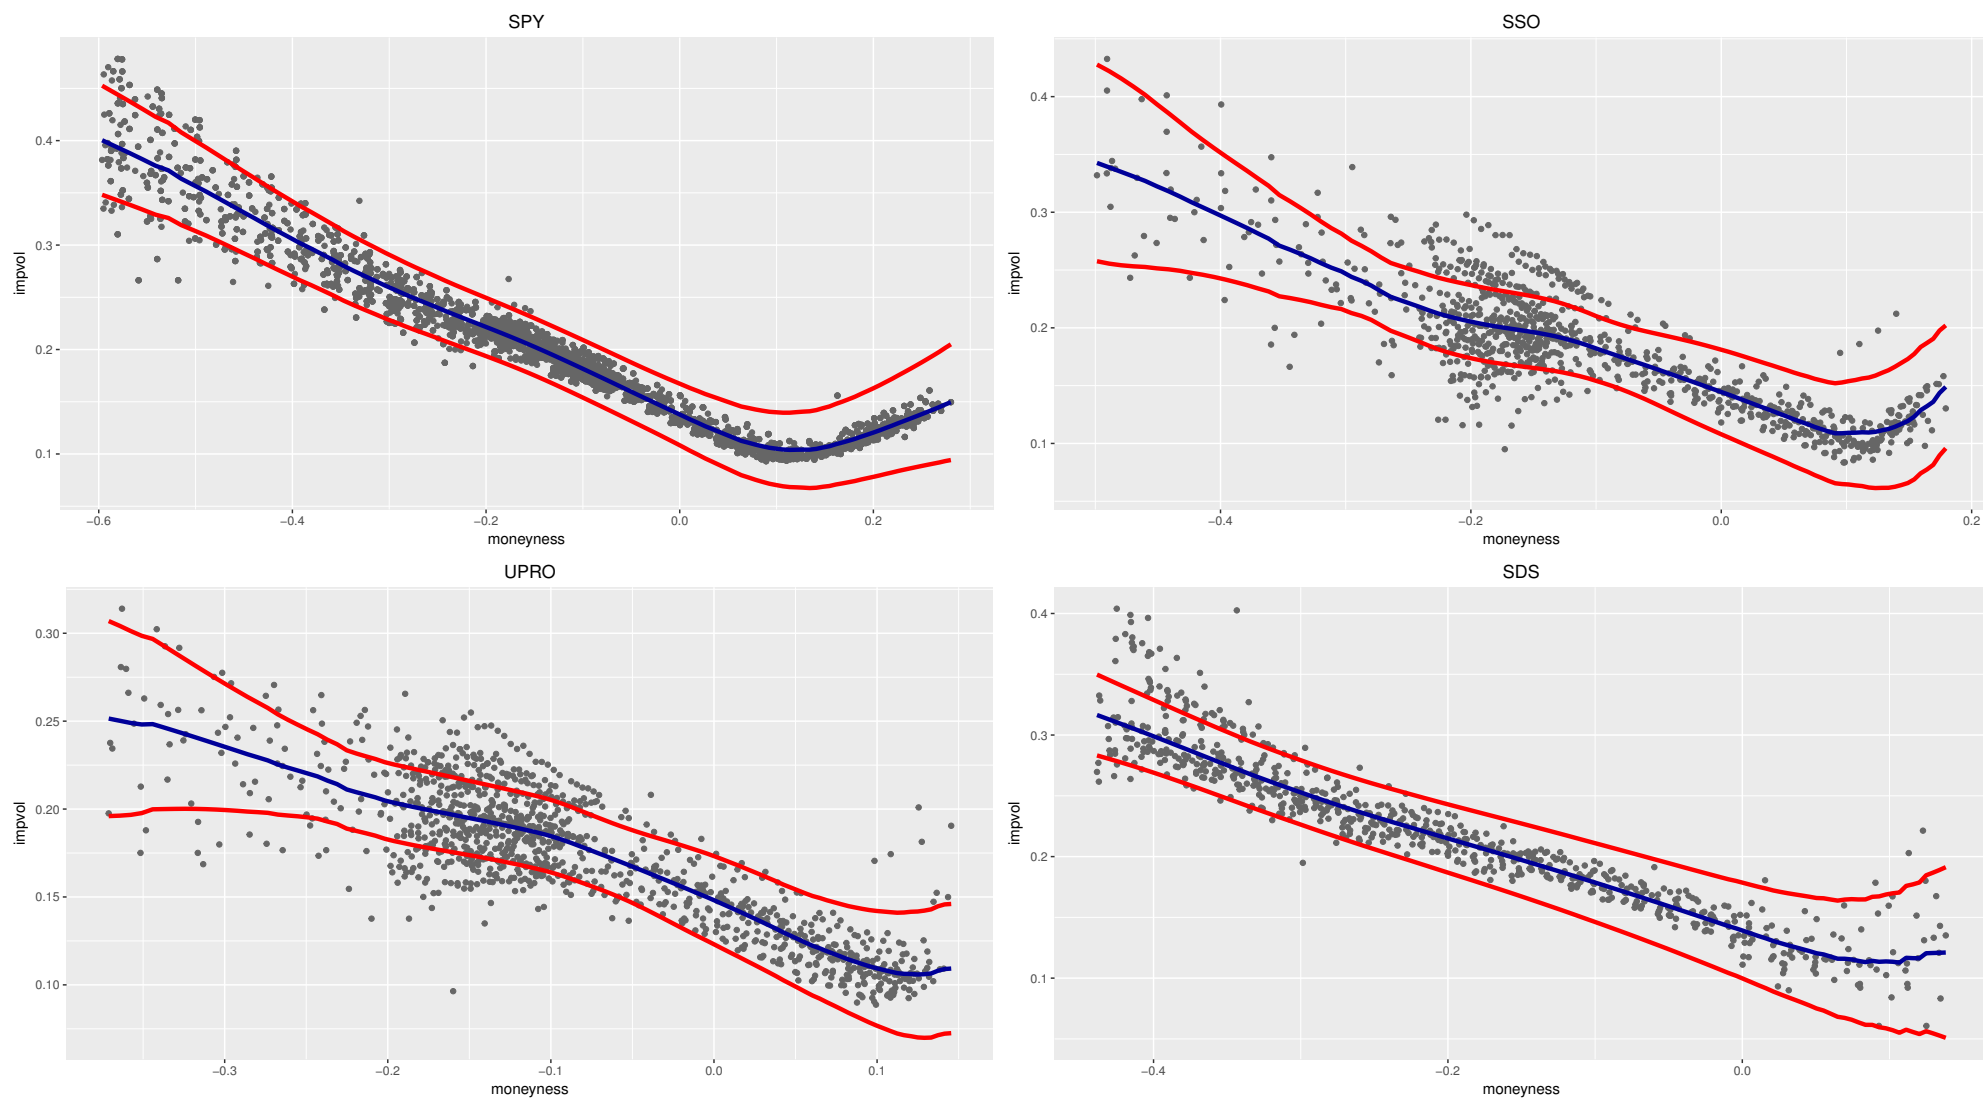 SPY
impvol
0.4
0.3
0.2
0.1
−0.6 −0.4 −0.2 0.0 0.2
moneyness
SSO
impvol
0.4
0.3
0.2
0.1
−0.4 −0.2 0.0 0.2
moneyness
UPRO
impvol
0.30
0.25
0.20
0.15
0.10
−0.3 −0.2 −0.1 0.0 0.1
moneyness
SDS
impvol
0.4
0.3
0.2
0.1
−0.4 −0.2 0.0
moneyness